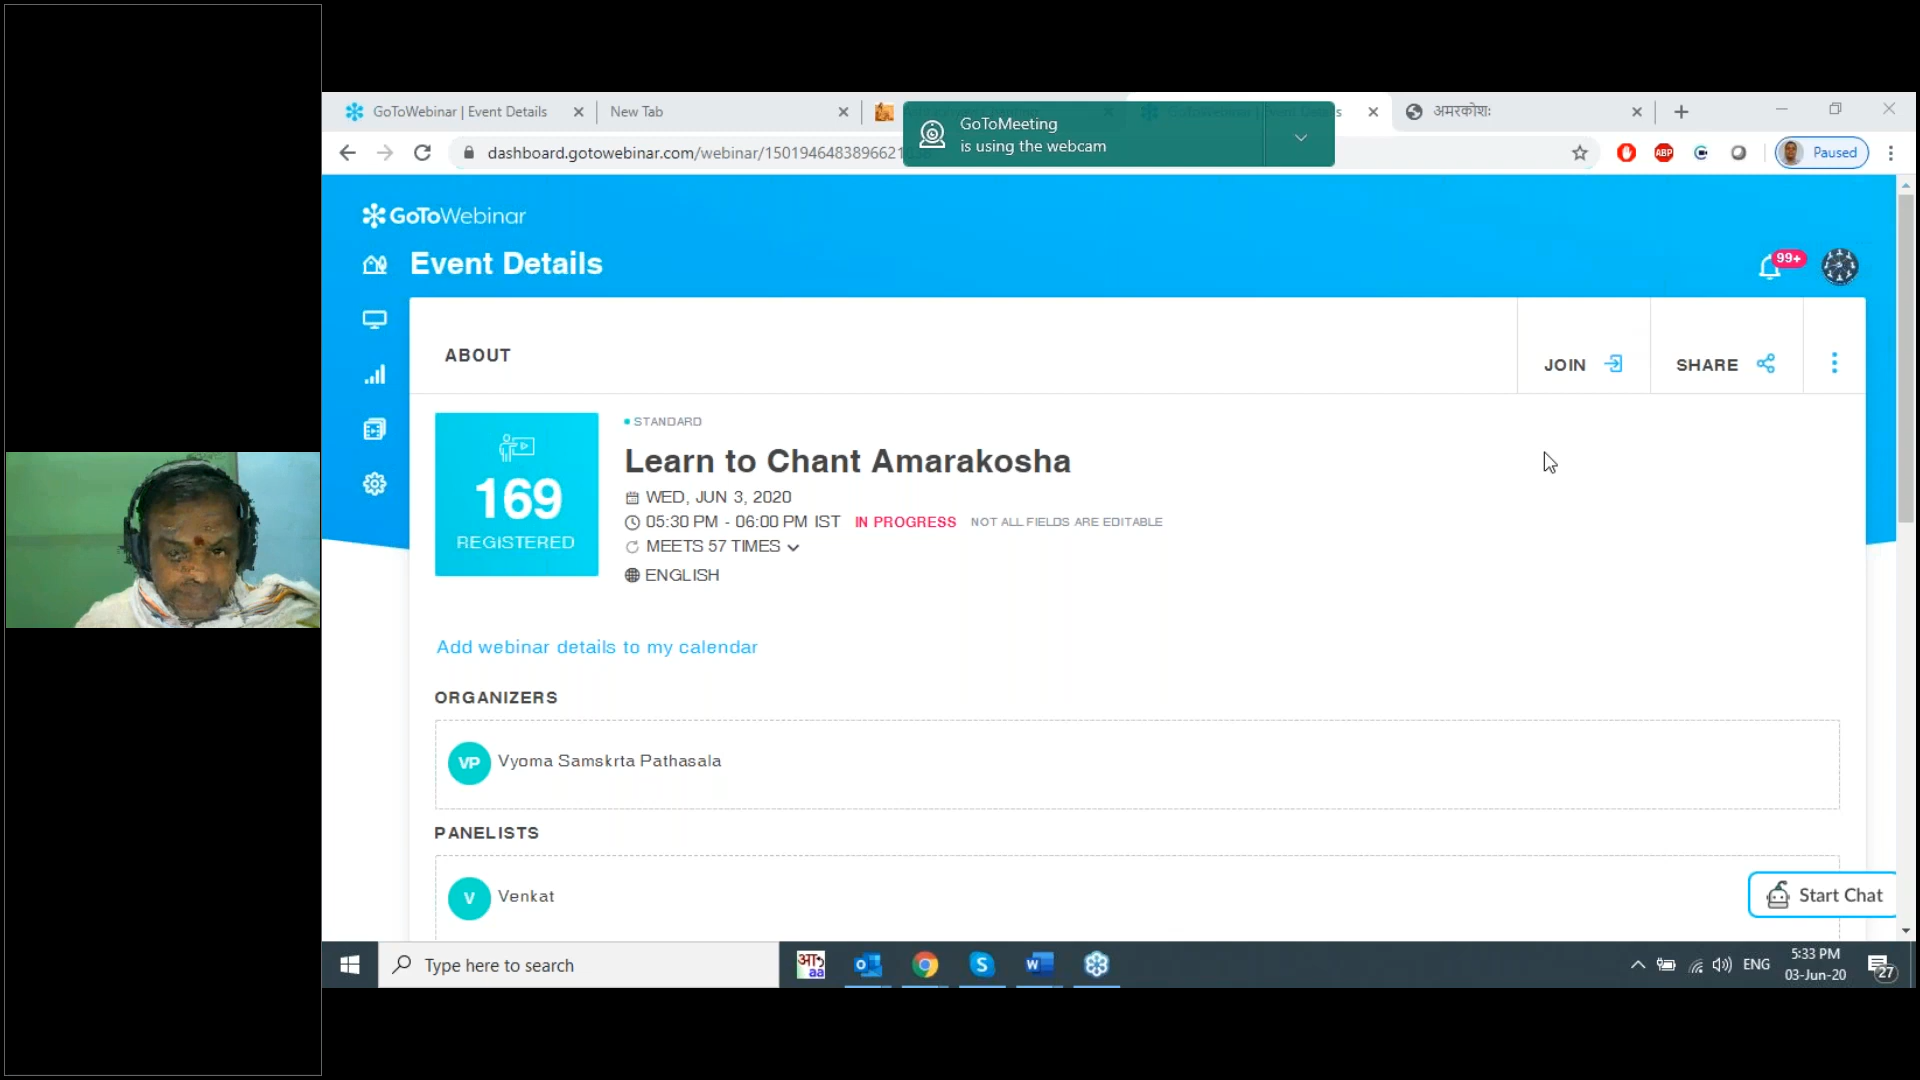 GoToWebinar | Event Details
New Tab
अमरकोशः
GoToMeeting
is using the webcam
dashboard.gotowebinar.com/webinar/1501946483896621
ABP
Paused
GoToWebinar
Event Details
99+
ABOUT
JOIN
SHARE
169
REGISTERED
STANDARD
Learn to Chant Amarakosha
WED, JUN 3, 2020
05:30 PM - 06:00 PM IST IN PROGRESS NOT ALL FIELDS ARE EDITABLE
MEETS 57 TIMES
ENGLISH
Add webinar details to my calendar
ORGANIZERS
VP Vyoma Samskrta Pathasala
PANELISTS
V Venkat
Start Chat
Type here to search
aa
ENG
5:33 PM
03-Jun-20
27